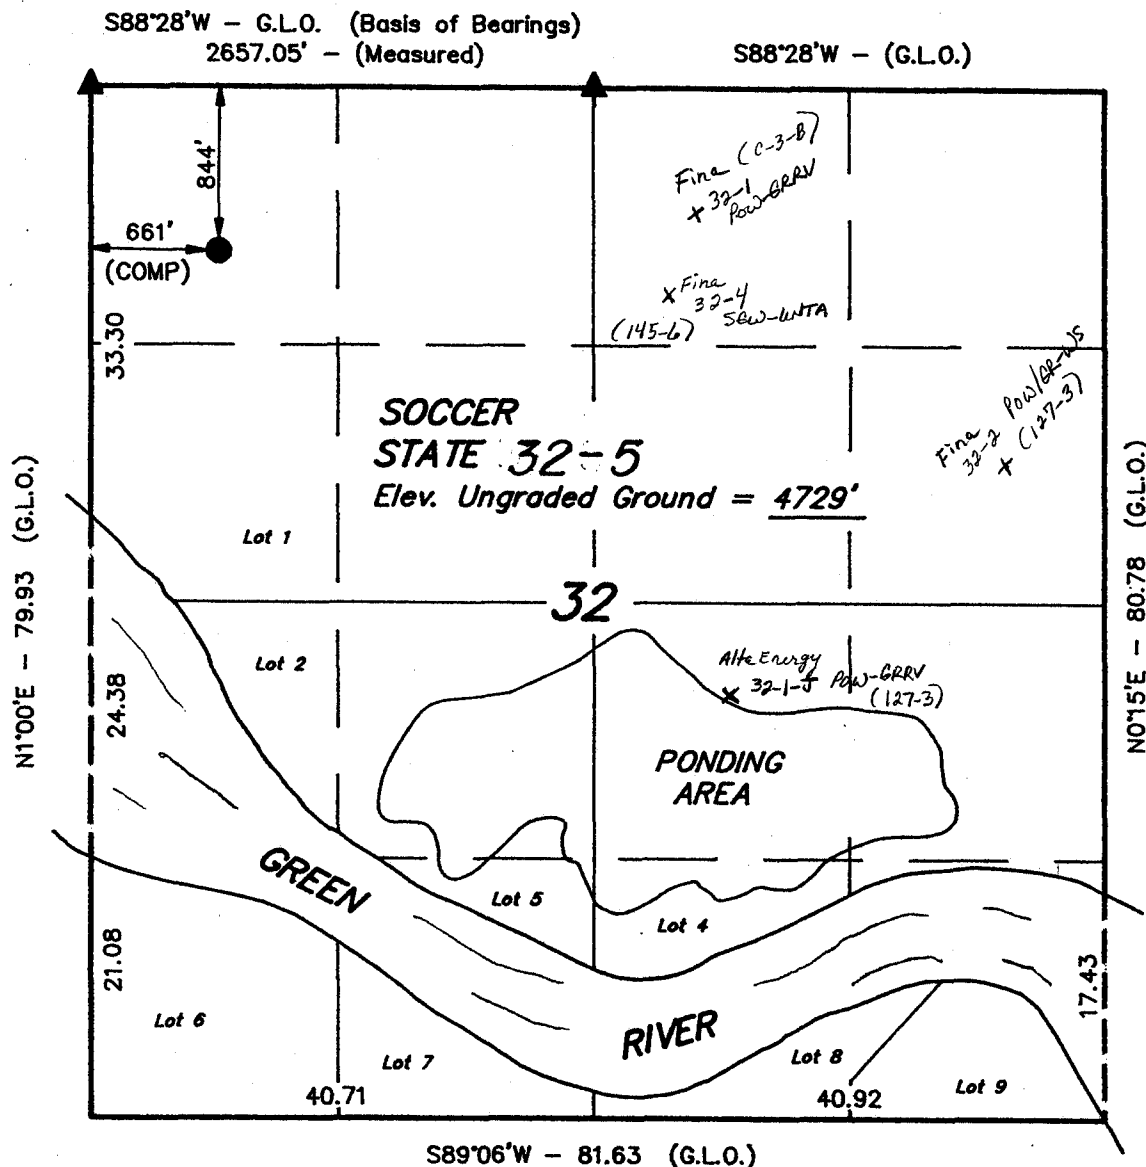 S88°28'W – G.L.O. (Basis of Bearings)
2657.05' – (Measured)
S88°28'W – (G.L.O.)
844'
661'
(COMP)
Fina (C-3-B)
32-1
POW-GRRV
Fina
32-4
SGW-WNTA
(145-6)
33.30
SOCCER
STATE 32-5
Elev. Ungraded Ground = 4729'
Fina POW/GR-WS
32-2 (127-3)
N1°00'E – 79.93 (G.L.O.)
N0°15'E – 80.78 (G.L.O.)
Lot 1
32
Lot 2
Alta Energy
32-1-J POW-GRRV
(127-3)
24.38
PONDING
AREA
GREEN
Lot 5
Lot 4
21.08
17.43
Lot 6
RIVER
Lot 7
Lot 8
Lot 9
40.71
40.92
S89°06'W – 81.63 (G.L.O.)